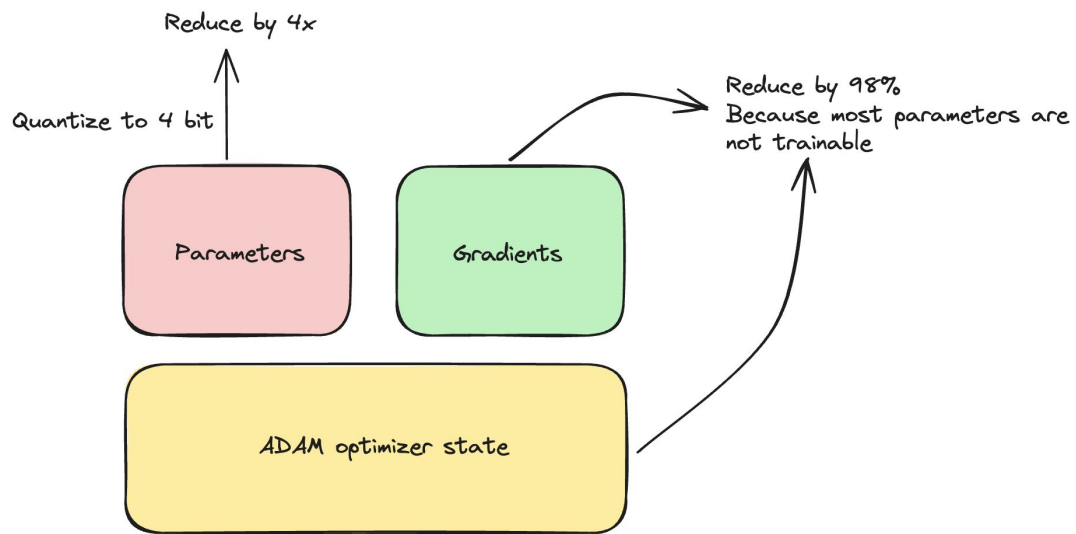 Reduce by 4x
Quantize to 4 bit
Reduce by 98%
Because most parameters are
not trainable
Parameters
Gradients
ADAM optimizer state